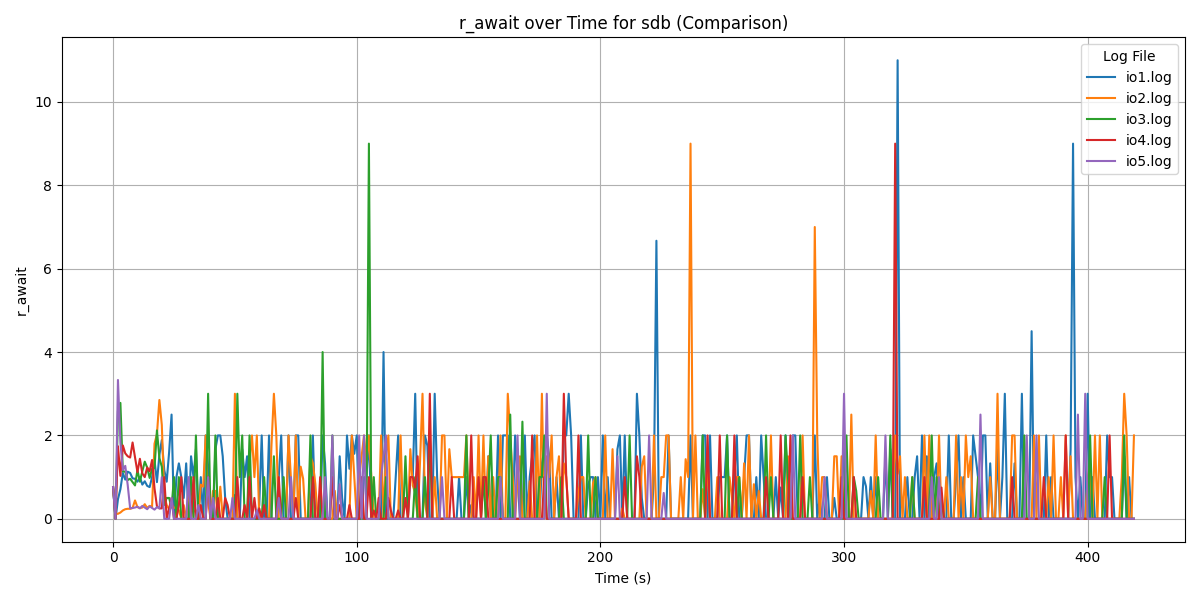 r_await over Time for sdb (Comparison)
Log File
io1.log
io2.log
io3.log
io4.log
io5.log
10
8
6
4
2
0
r_await
0 100 200 300 400
Time (s)